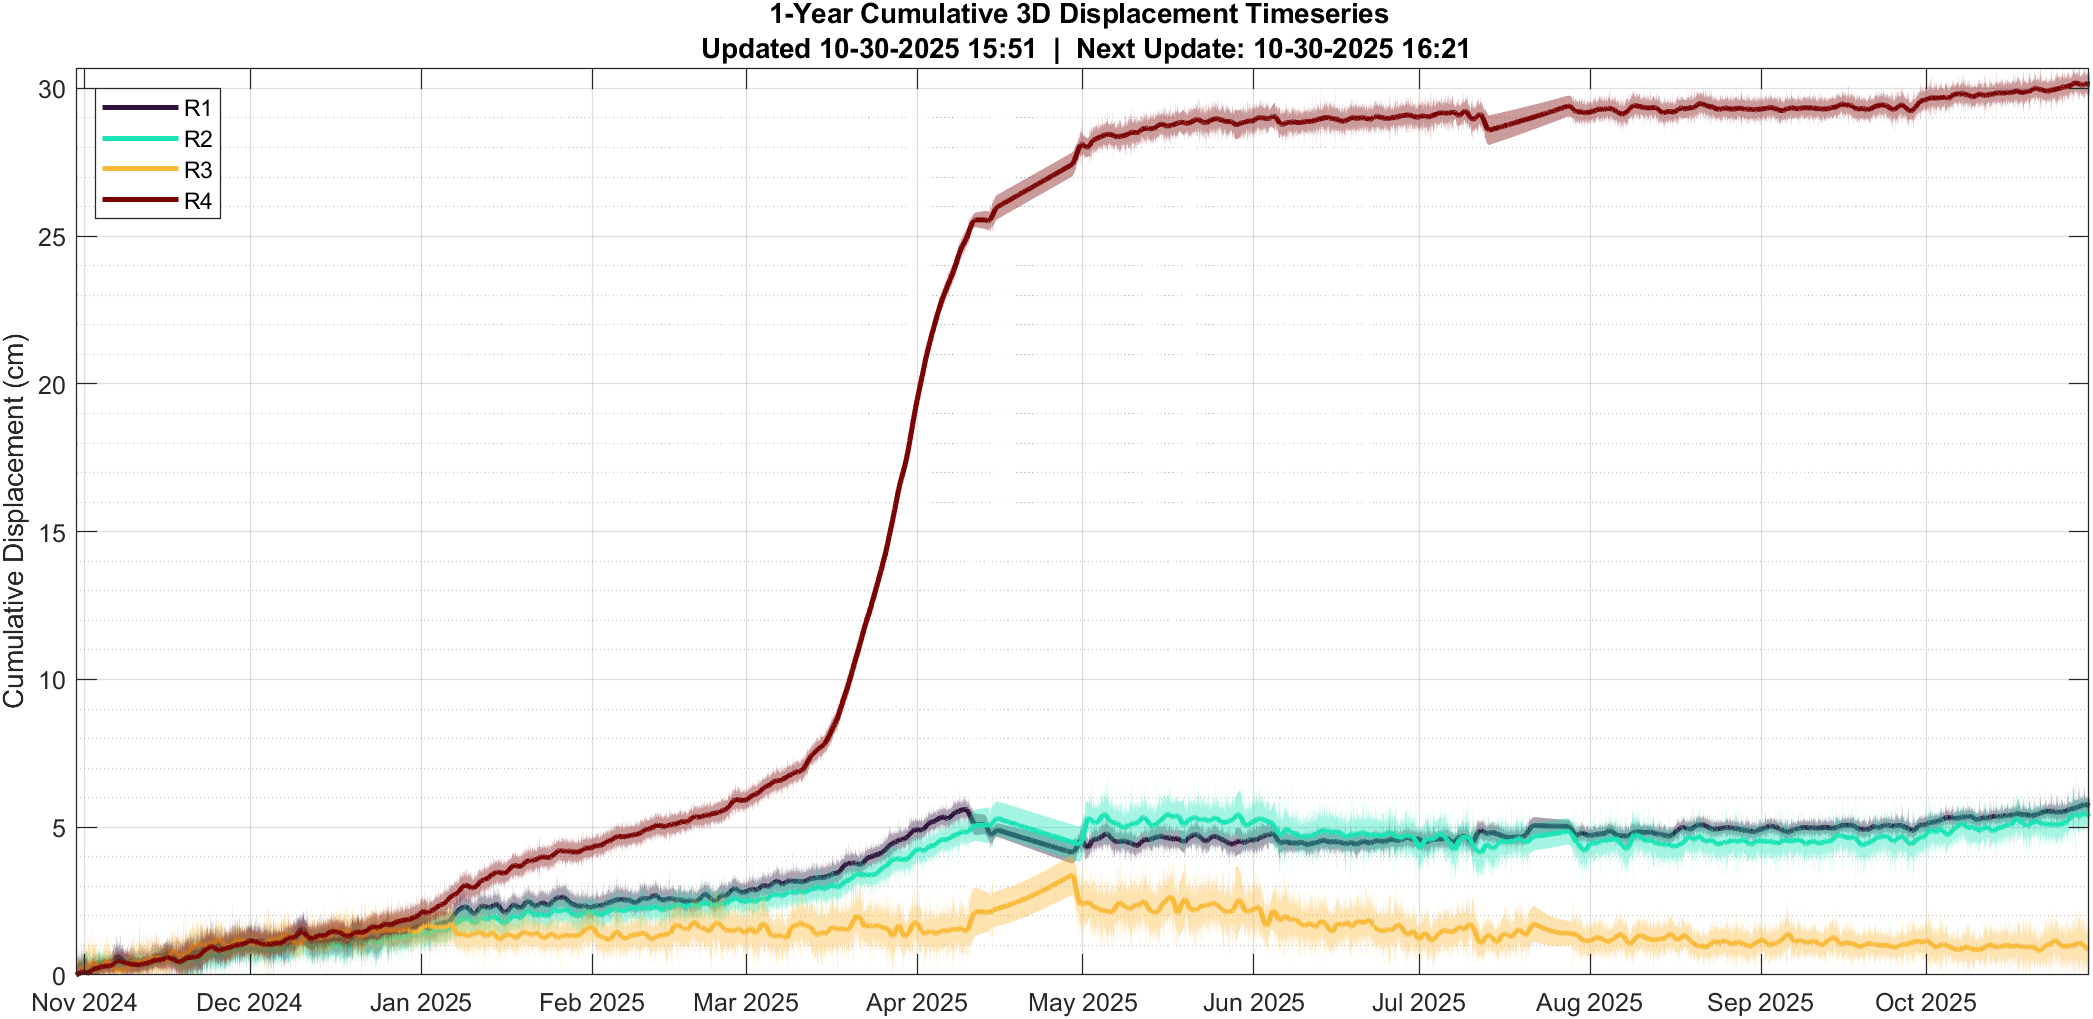 1-Year Cumulative 3D Displacement Timeseries
Updated 10-30-2025 15:51 | Next Update: 10-30-2025 16:21
Cumulative Displacement (cm)
30
25
20
15
10
5
0
R1
R2
R3
R4
Nov 2024
Dec 2024
Jan 2025
Feb 2025
Mar 2025
Apr 2025
May 2025
Jun 2025
Jul 2025
Aug 2025
Sep 2025
Oct 2025